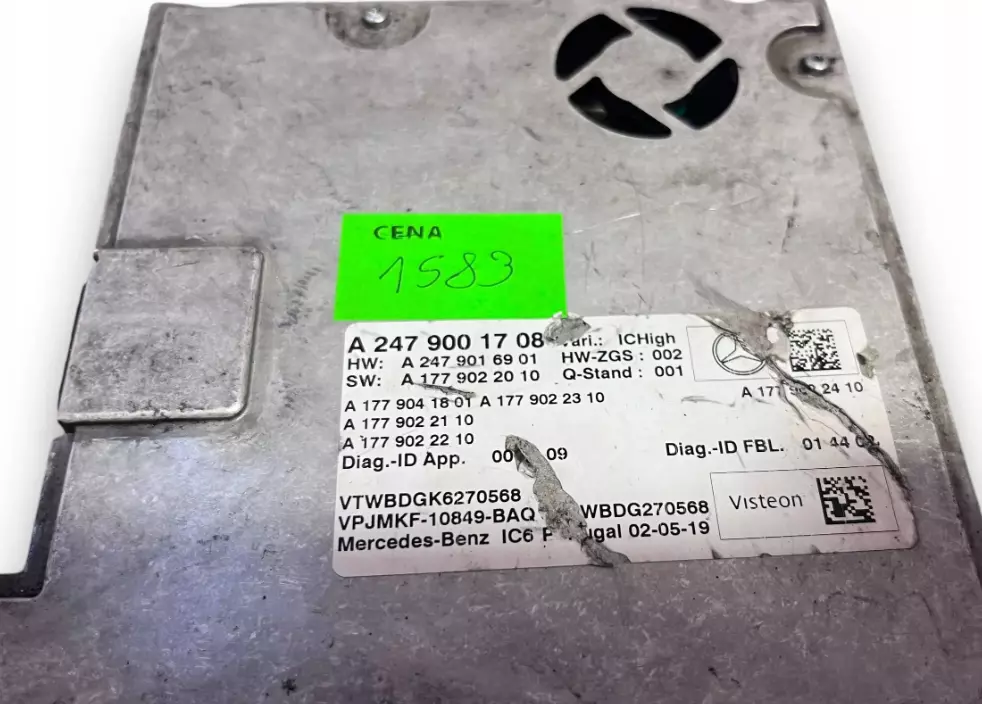 CENA
1583
A 247 900 17 08 Vari.: ICHigh
HW: A 247 901 69 01 HW-ZGS : 002
SW: A 177 902 20 10 Q-Stand : 001
A 177 904 18 01 A 177 902 23 10 24 10
A 177 902 21 10
A 177 902 22 10
Diag.-ID App. 09 Diag.-ID FBL. 01 44
VTWBDGK6270568
VPJMKF-10849-BAQ WBDG270568
Mercedes-Benz IC6 02-05-19
Visteon